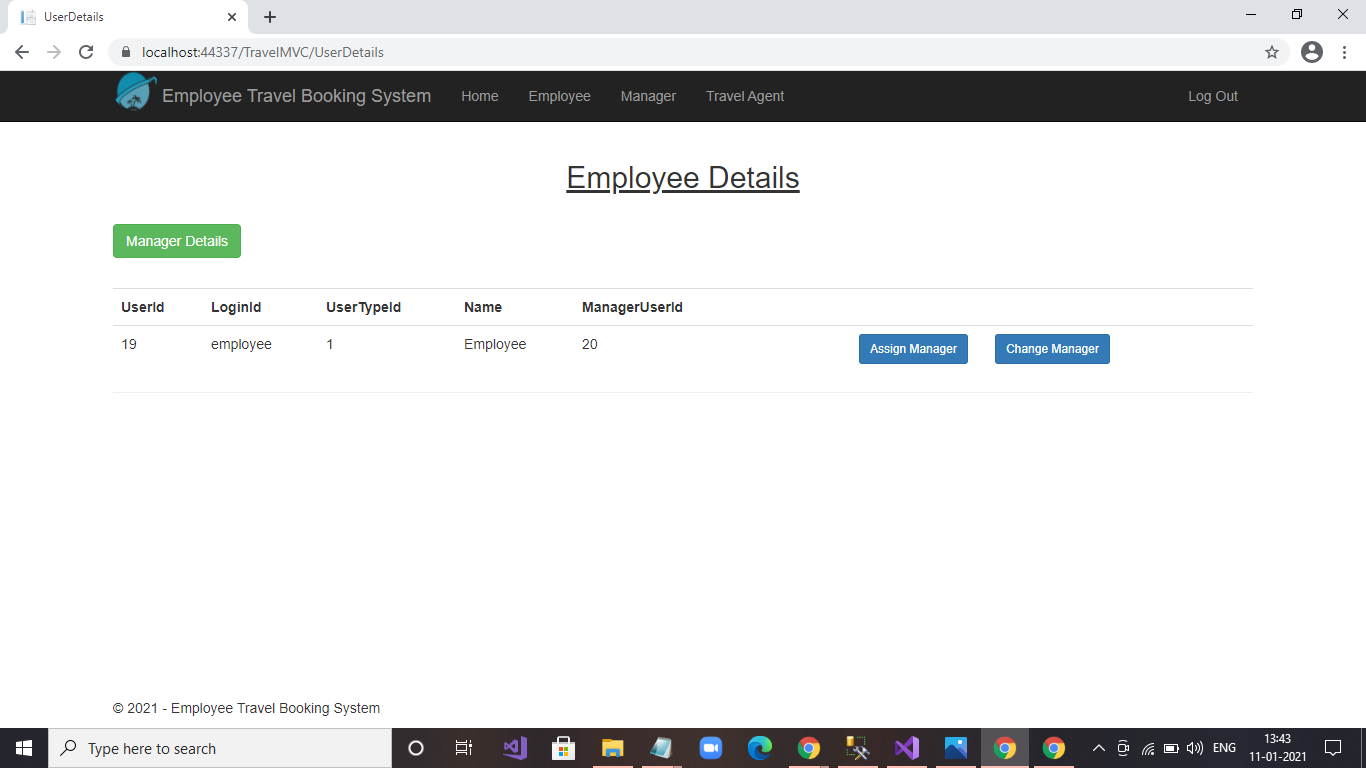 UserDetails
localhost:44337/TravelMVC/UserDetails
Employee Travel Booking System Home Employee Manager Travel Agent Log Out
Employee Details
Manager Details
UserId LoginId UserTypeId Name ManagerUserId
19 employee 1 Employee 20 Assign Manager Change Manager
© 2021 - Employee Travel Booking System
Type here to search ENG 13:43
11-01-2021